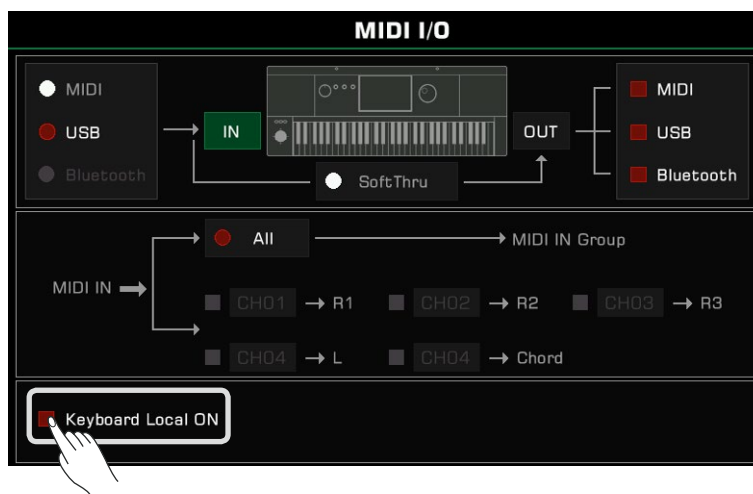 MIDI I/O
MIDI
USB
Bluetooth
IN
OUT
SoftThru
MIDI
USB
Bluetooth
MIDI IN
All
MIDI IN Group
CH01 R1 CH02 R2 CH03 R3
CH04 L CH04 Chord
Keyboard Local ON